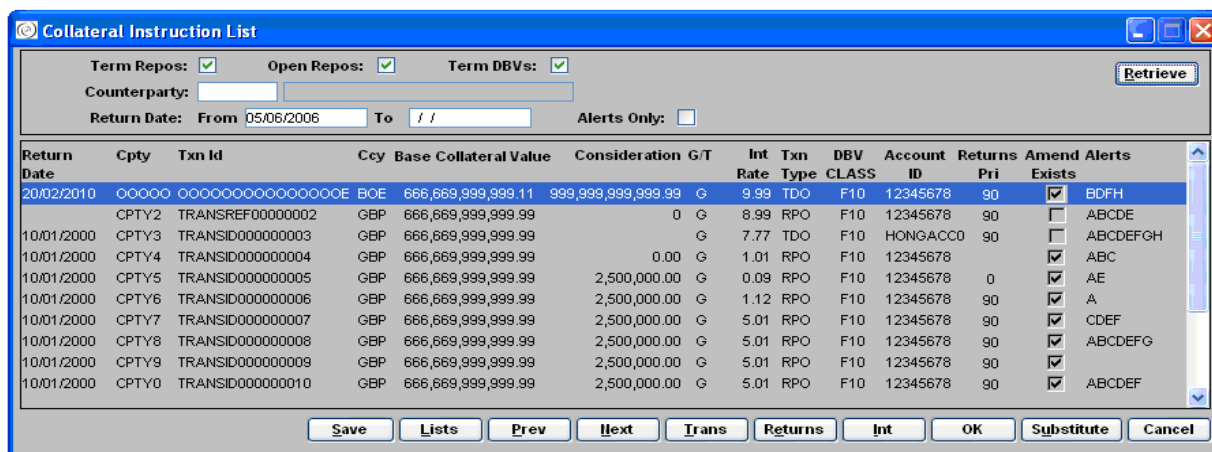 Collateral Instruction List
Term Repos: Open Repos: Term DBVs:
Retrieve
Counterparty:
Return Date: From 05/06/2006 To / / Alerts Only:
Return Date Cpty Txn Id Ccy Base Collateral Value Consideration G/T Int Rate Txn Type DBV CLASS Account ID Returns Pri Amend Exists Alerts
20/02/2010 OOOOO OOOOOOOOOOOOOOOE BOE 666,669,999,999.11 999,999,999,999.99 G 9.99 TDO F10 12345678 90 BDFH
CPTY2 TRANSREF00000002 GBP 666,669,999,999.99 0 G 8.99 RPO F10 12345678 90 ABCDE
10/01/2000 CPTY3 TRANSID000000003 GBP 666,669,999,999.99 G 7.77 TDO F10 HONGACC0 90 ABCDEFGH
10/01/2000 CPTY4 TRANSID000000004 GBP 666,669,999,999.99 0.00 G 1.01 RPO F10 12345678 ABC
10/01/2000 CPTY5 TRANSID000000005 GBP 666,669,999,999.99 2,500,000.00 G 0.09 RPO F10 12345678 0 AE
10/01/2000 CPTY6 TRANSID000000006 GBP 666,669,999,999.99 2,500,000.00 G 1.12 RPO F10 12345678 90 A
10/01/2000 CPTY7 TRANSID000000007 GBP 666,669,999,999.99 2,500,000.00 G 5.01 RPO F10 12345678 90 CDEF
10/01/2000 CPTY8 TRANSID000000008 GBP 666,669,999,999.99 2,500,000.00 G 5.01 RPO F10 12345678 90 ABCDEFG
10/01/2000 CPTY9 TRANSID000000009 GBP 666,669,999,999.99 2,500,000.00 G 5.01 RPO F10 12345678 90
10/01/2000 CPTY0 TRANSID000000010 GBP 666,669,999,999.99 2,500,000.00 G 5.01 RPO F10 12345678 90 ABCDEF
Save Lists Prev Next Trans Returns Int OK Substitute Cancel